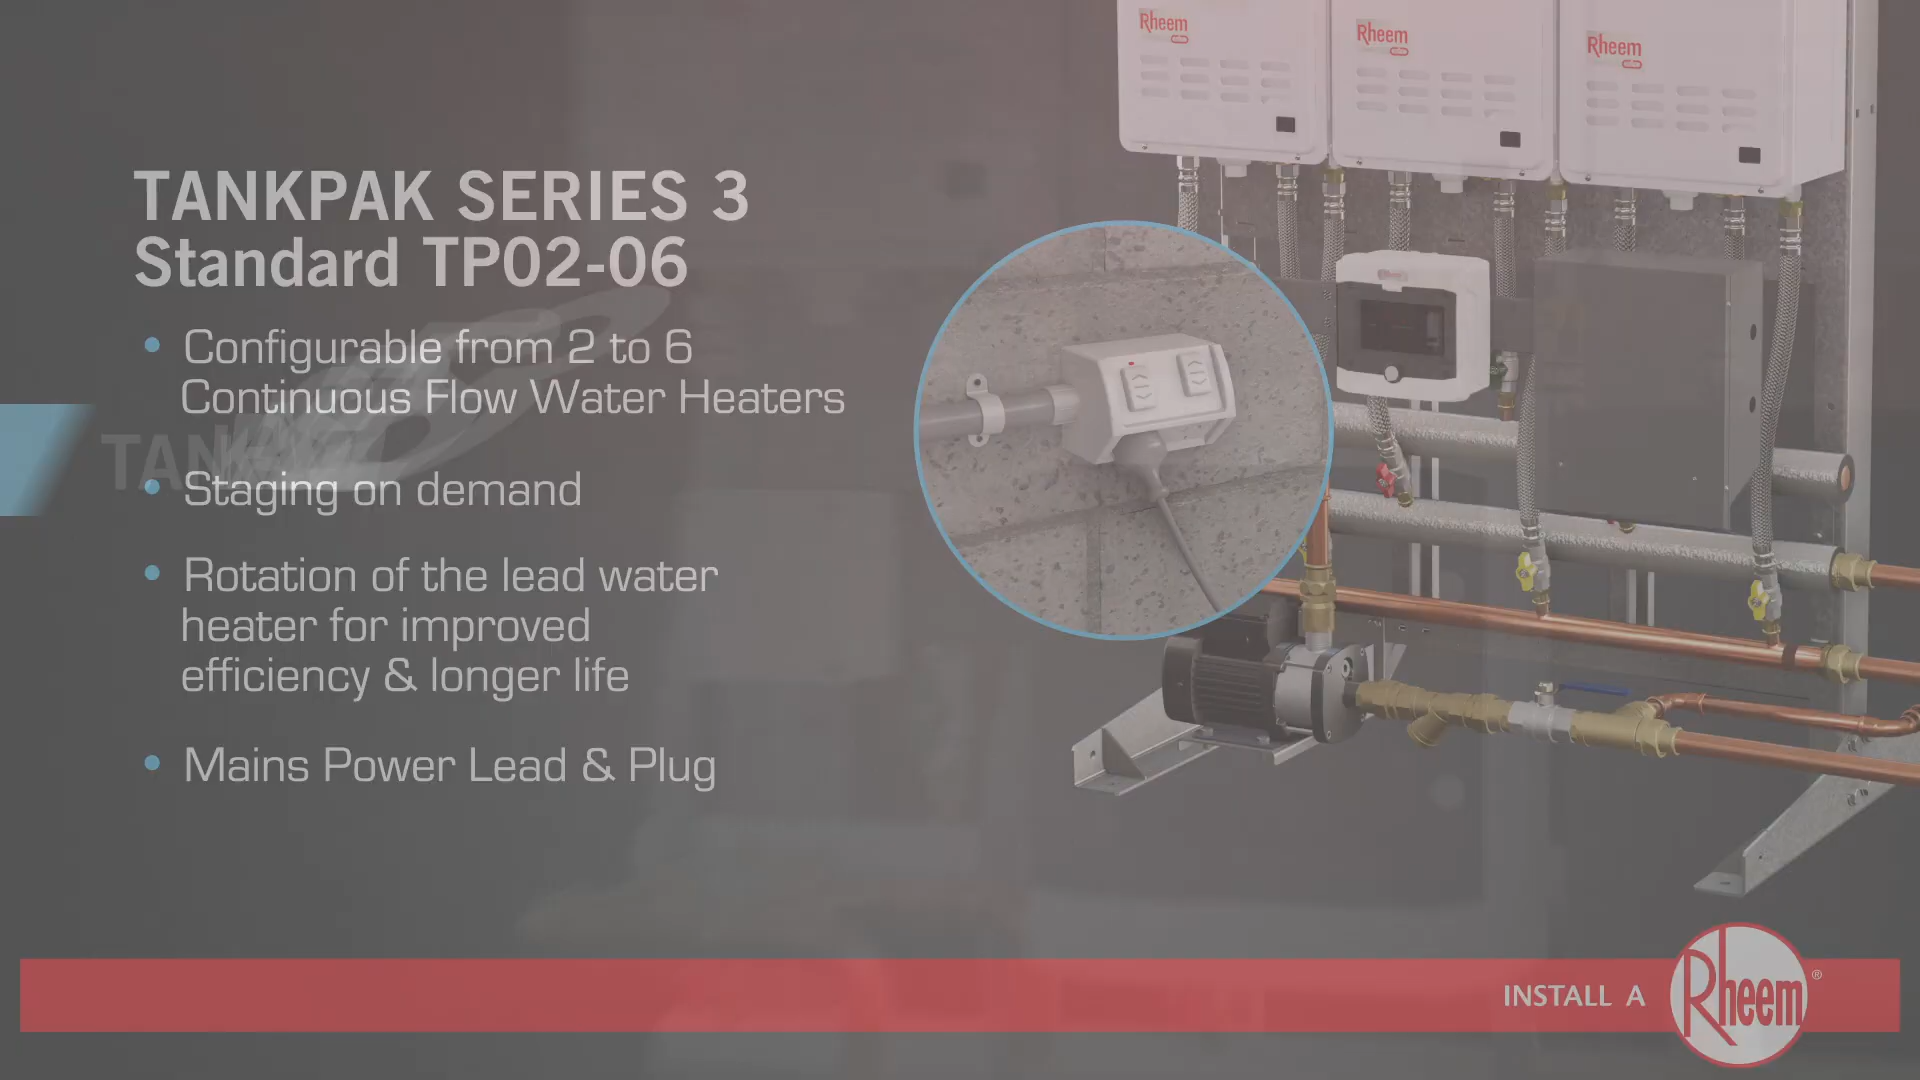 Rheem
Rheem
Rheem
TANKPAK SERIES 3
Standard TP02-06
• Configurable from 2 to 6
Continuous Flow Water Heaters
• Staging on demand
• Rotation of the lead water
heater for improved
efficiency & longer life
• Mains Power Lead & Plug
INSTALL A Rheem®